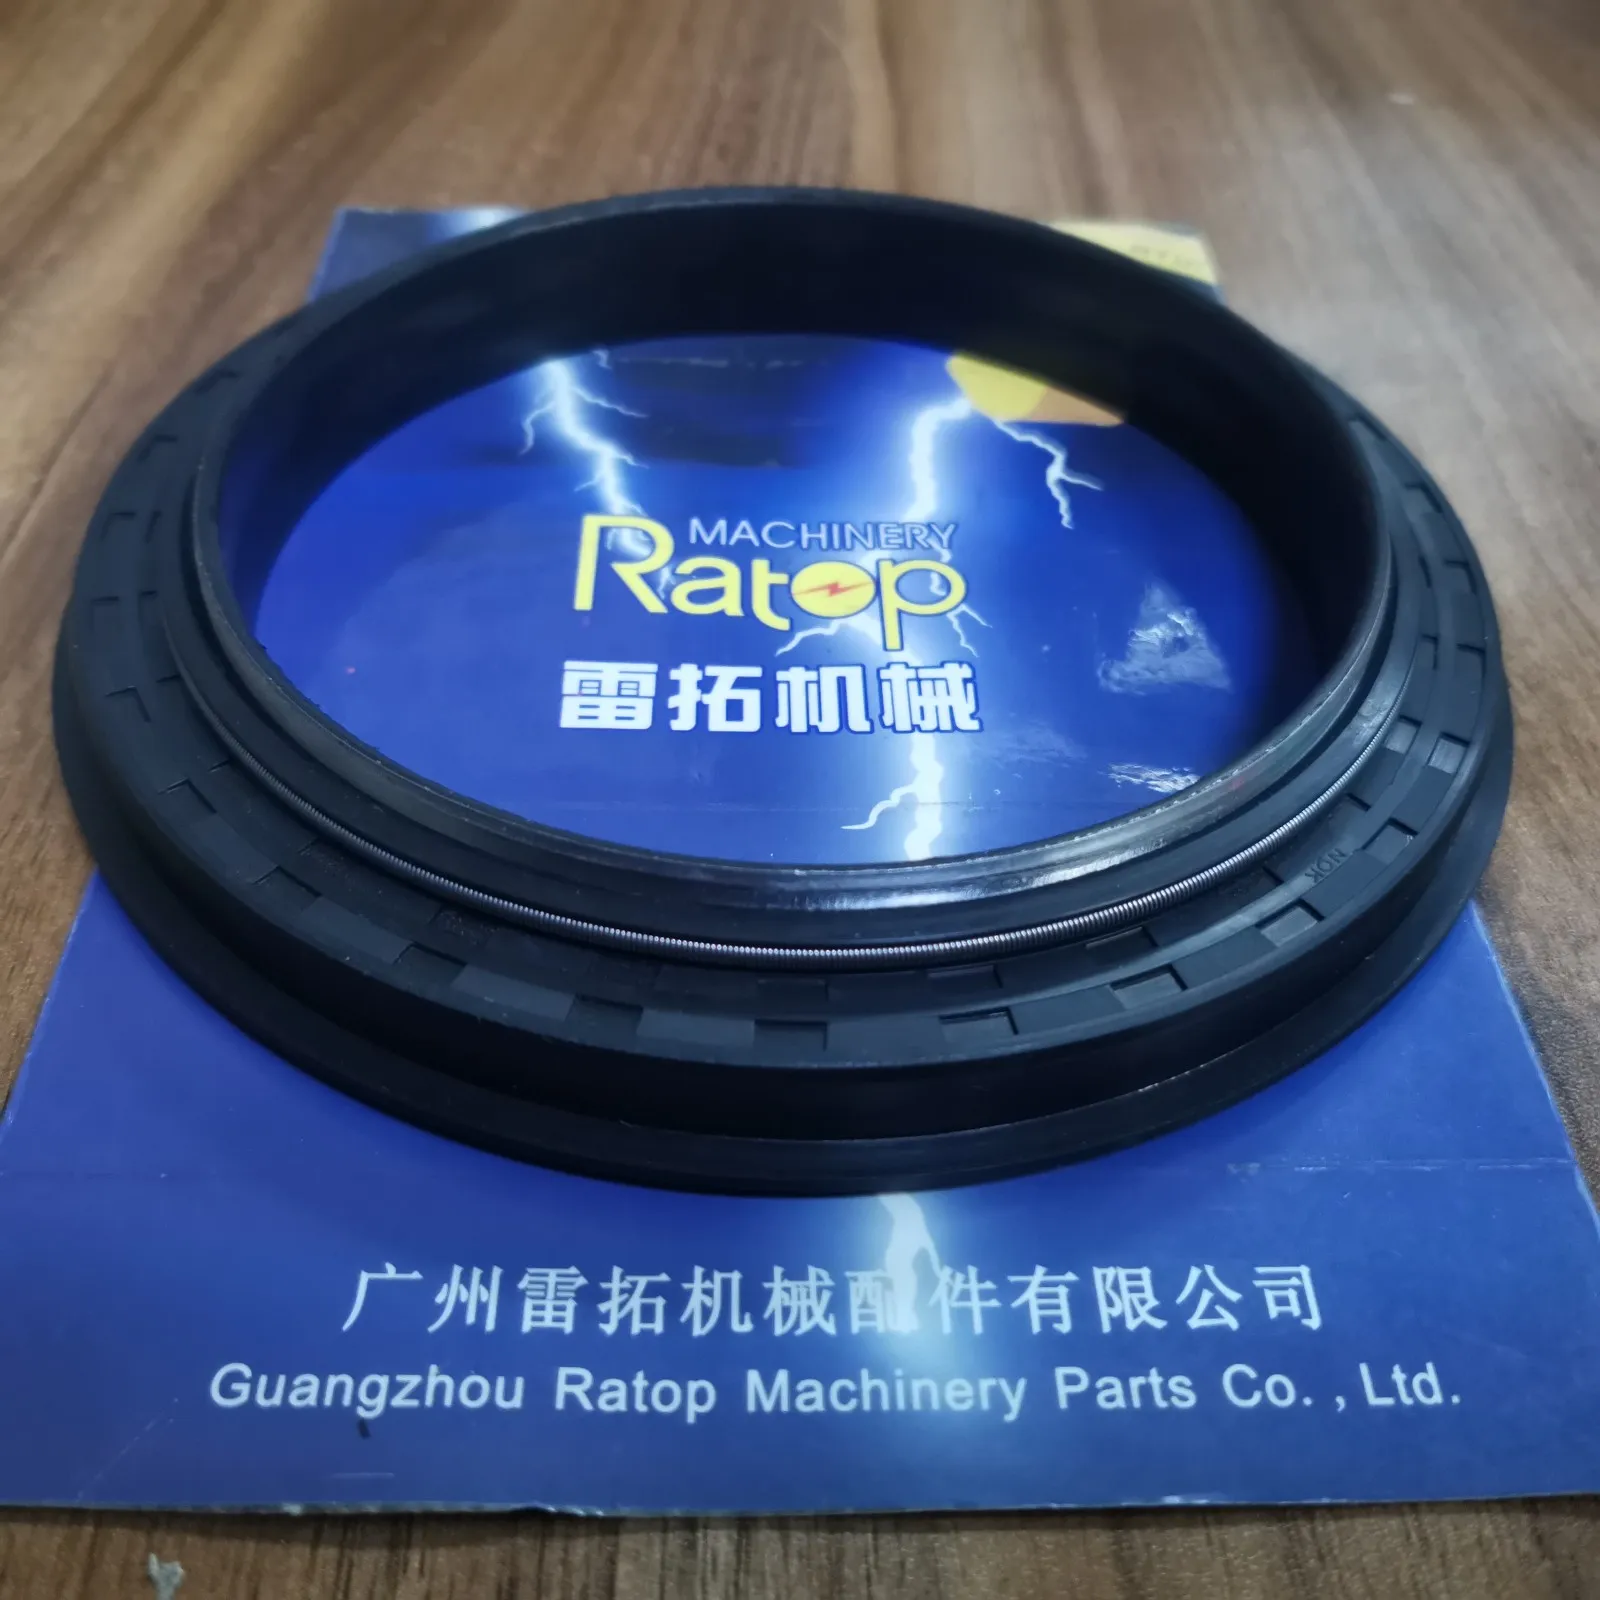 MACHINERY
Ratop
雷拓机械
NOK
广州雷拓机械配件有限公司
Guangzhou Ratop Machinery Parts Co. , Ltd.